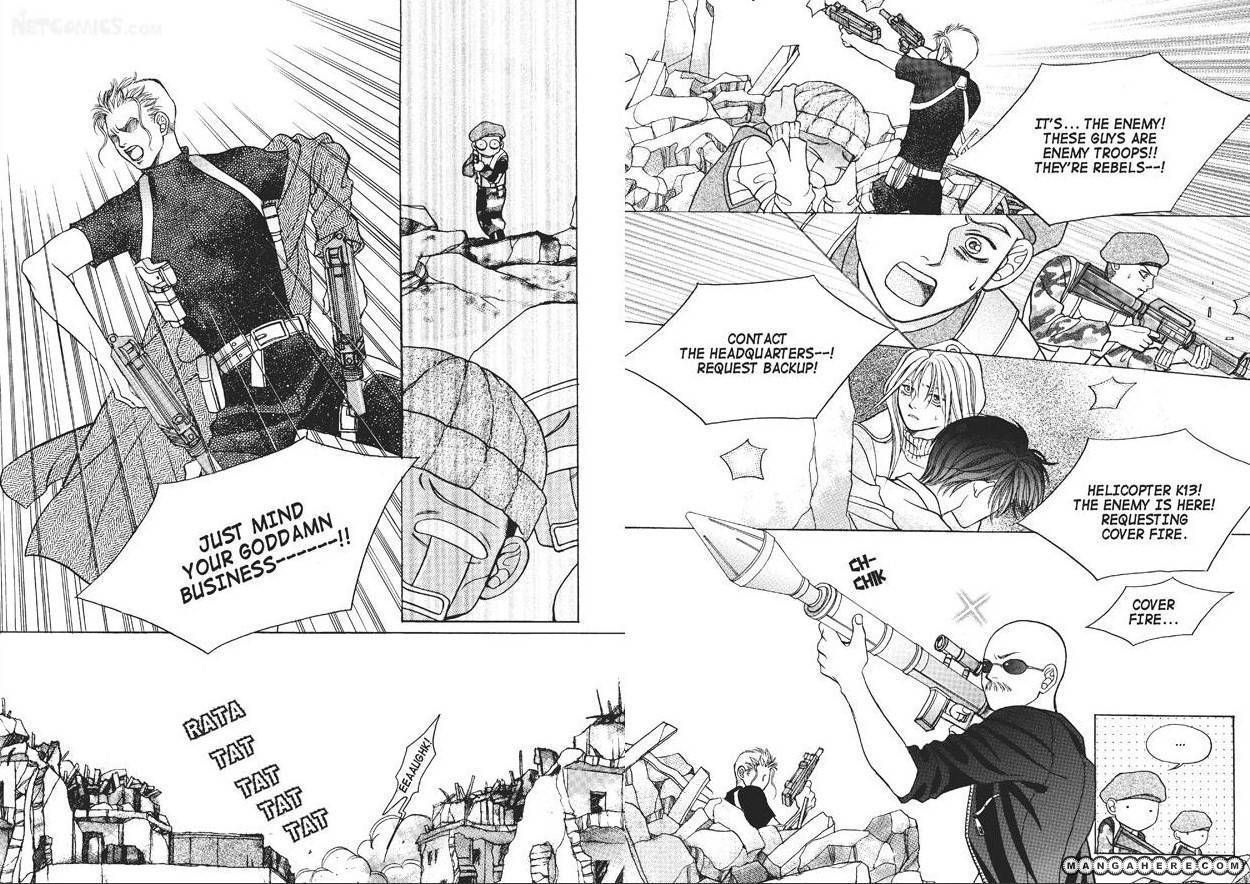 NETCOMICS.COM
JUST MIND
YOUR GODDAMN
BUSINESS------!!
RATA
TAT
TAT
TAT
TAT
EEAAUGHK!
IT'S... THE ENEMY!
THESE GUYS ARE
ENEMY TROOPS!!
THEY'RE REBELS--!
CONTACT
THE HEADQUARTERS--!
REQUEST BACKUP!
HELICOPTER K13!
THE ENEMY IS HERE!
REQUESTING
COVER FIRE.
CH-
CHIK
COVER
FIRE...
...
MANGAHERE.COM